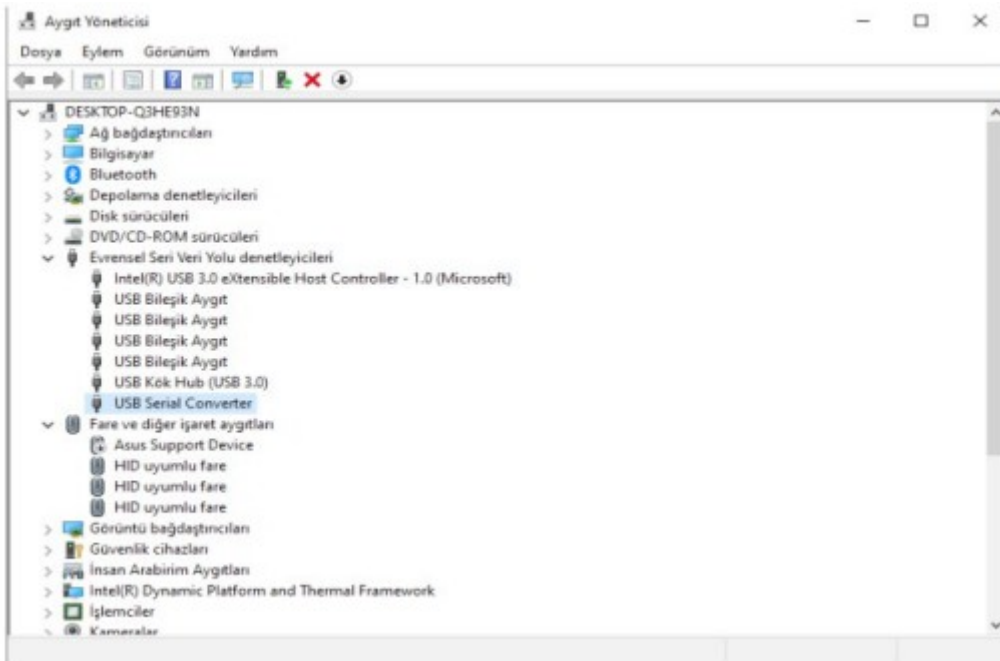 Aygıt Yöneticisi
Dosya Eylem Görünüm Yardım
DESKTOP-Q3HE93N
Ağ bağdaştırıcıları
Bilgisayar
Bluetooth
Depolama denetleyicileri
Disk sürücüleri
DVD/CD-ROM sürücüleri
Evrensel Seri Veri Yolu denetleyicileri
Intel(R) USB 3.0 eXtensible Host Controller - 1.0 (Microsoft)
USB Bileşik Aygıt
USB Bileşik Aygıt
USB Bileşik Aygıt
USB Bileşik Aygıt
USB Kök Hub (USB 3.0)
USB Serial Converter
Fare ve diğer işaret aygıtları
Asus Support Device
HID uyumlu fare
HID uyumlu fare
HID uyumlu fare
Görüntü bağdaştırıcıları
Güvenlik cihazları
İnsan Arabirim Aygıtları
Intel(R) Dynamic Platform and Thermal Framework
İşlemciler
Kameralar